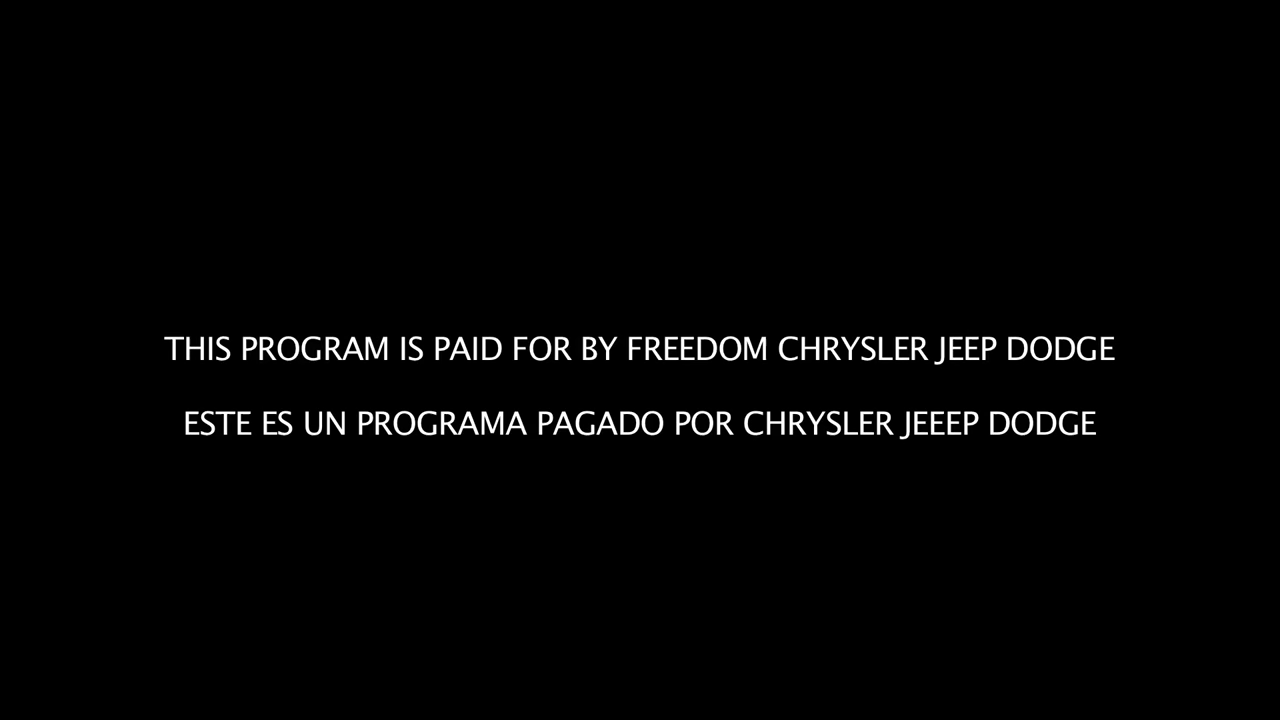 THIS PROGRAM IS PAID FOR BY FREEDOM CHRYSLER JEEP DODGE
ESTE ES UN PROGRAMA PAGADO POR CHRYSLER JEEEP DODGE